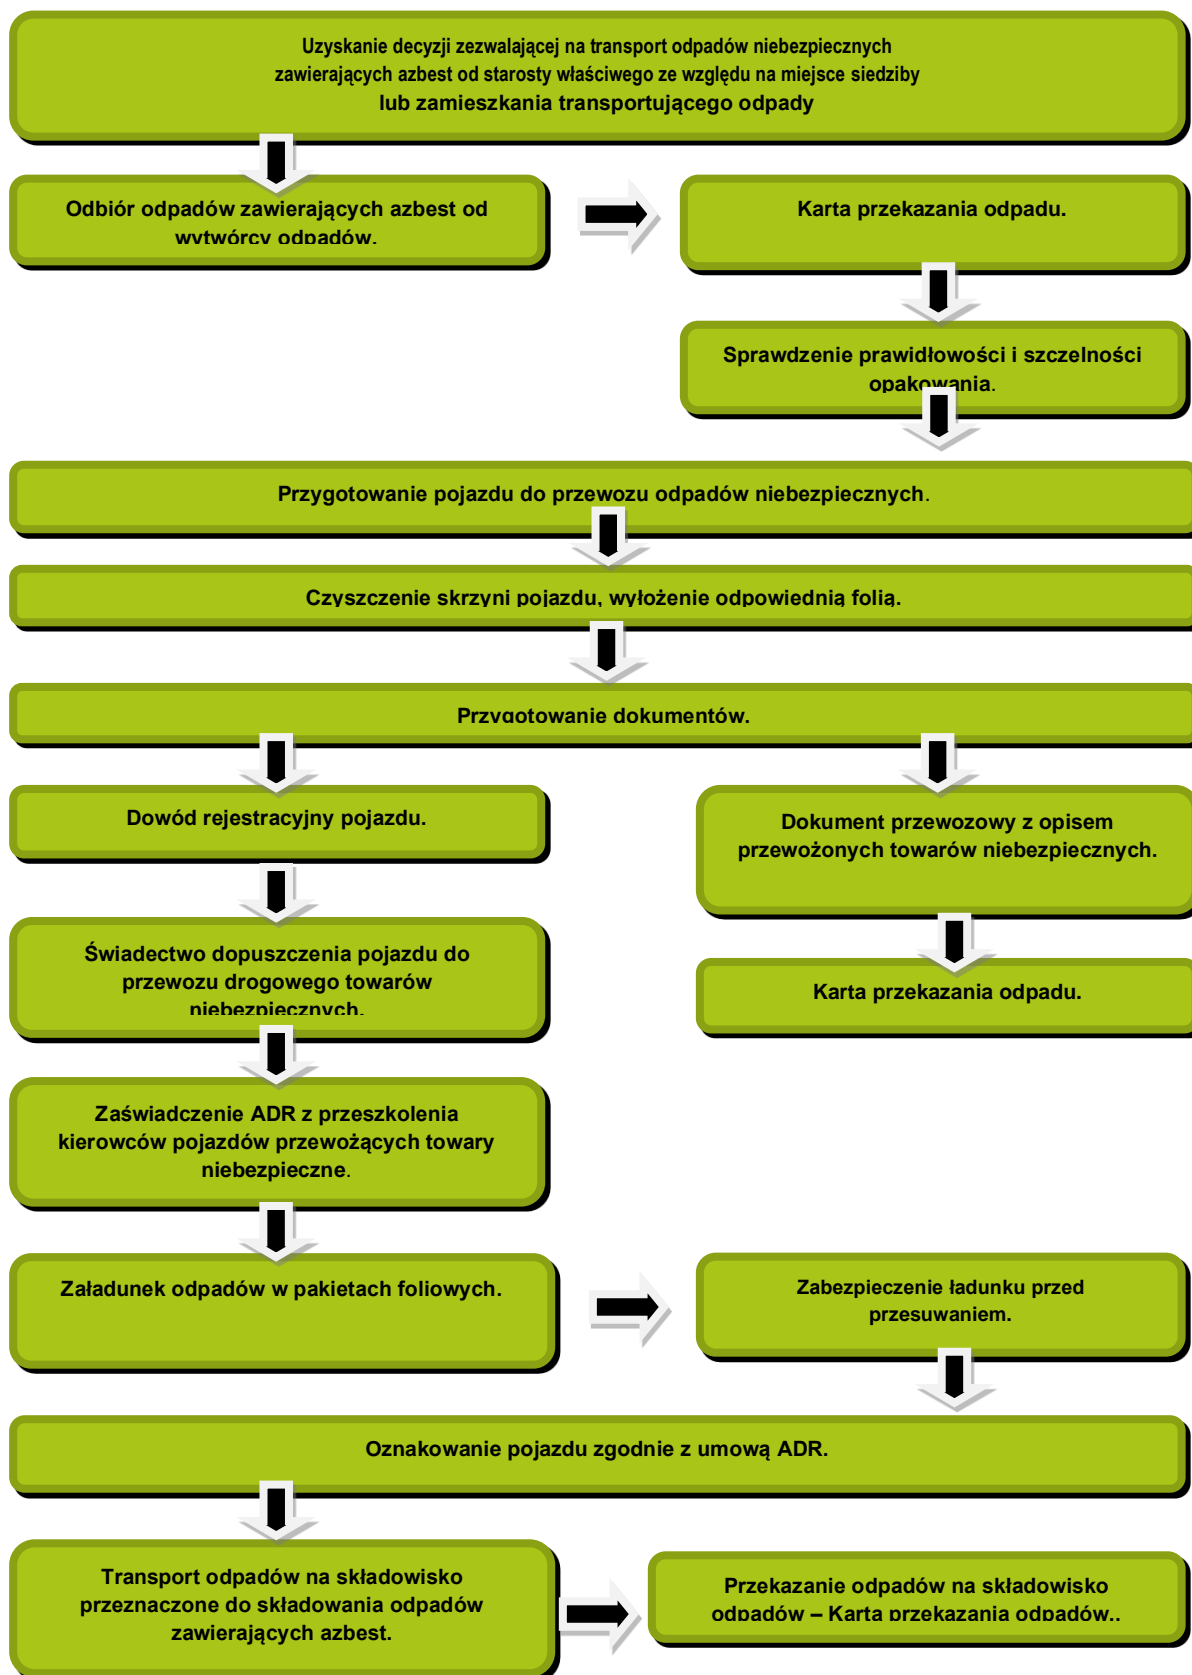 Uzyskanie decyzji zezwalającej na transport odpadów niebezpiecznych
zawierających azbest od starosty właściwego ze względu na miejsce siedziby
lub zamieszkania transportującego odpady
Odbiór odpadów zawierających azbest od
wytwórcy odpadów.
Karta przekazania odpadu.
Sprawdzenie prawidłowości i szczelności
opakowania.
Przygotowanie pojazdu do przewozu odpadów niebezpiecznych.
Czyszczenie skrzyni pojazdu, wyłożenie odpowiednią folią.
Przygotowanie dokumentów.
Dowód rejestracyjny pojazdu.
Dokument przewozowy z opisem
przewożonych towarów niebezpiecznych.
Świadectwo dopuszczenia pojazdu do
przewozu drogowego towarów
niebezpiecznych.
Karta przekazania odpadu.
Zaświadczenie ADR z przeszkolenia
kierowców pojazdów przewożących towary
niebezpieczne.
Załadunek odpadów w pakietach foliowych.
Zabezpieczenie ładunku przed
przesuwaniem.
Oznakowanie pojazdu zgodnie z umową ADR.
Transport odpadów na składowisko
przeznaczone do składowania odpadów
zawierających azbest.
Przekazanie odpadów na składowisko
odpadów – Karta przekazania odpadów..